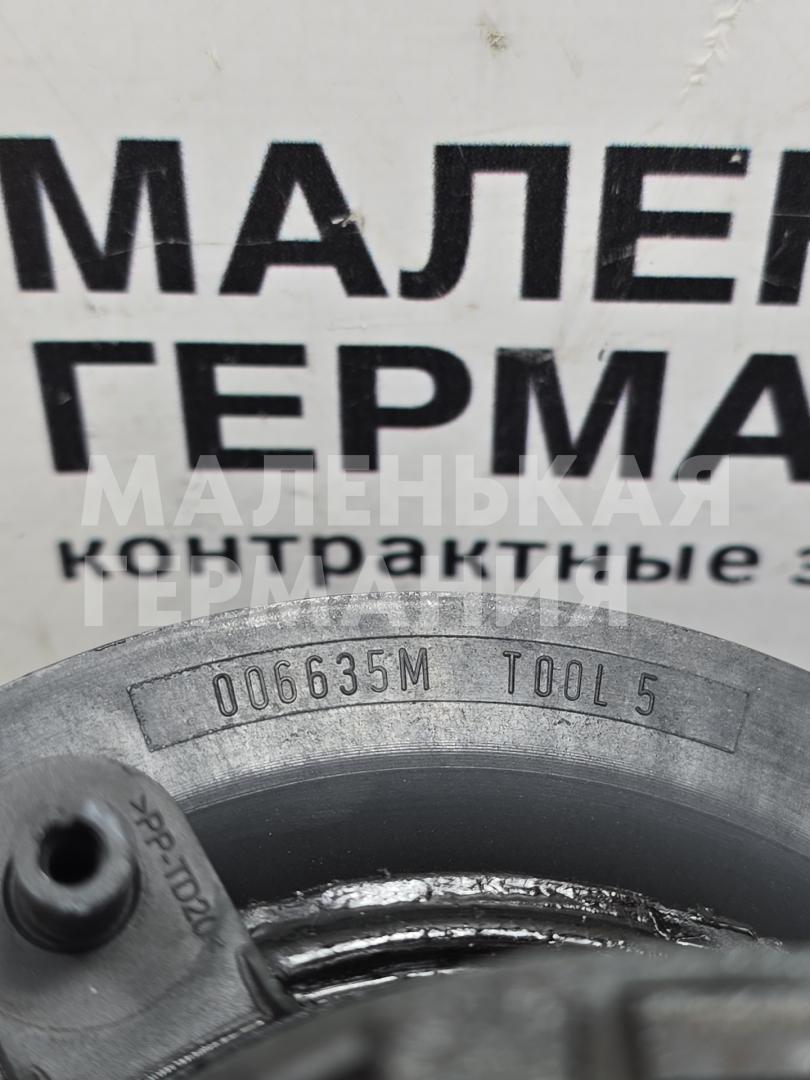 МАЛЕН
ГЕРМА
контрактные з
МАЛЕНЬКАЯ
ГЕРМАНИЯ
006635M TOOL 5
>PP-TD20